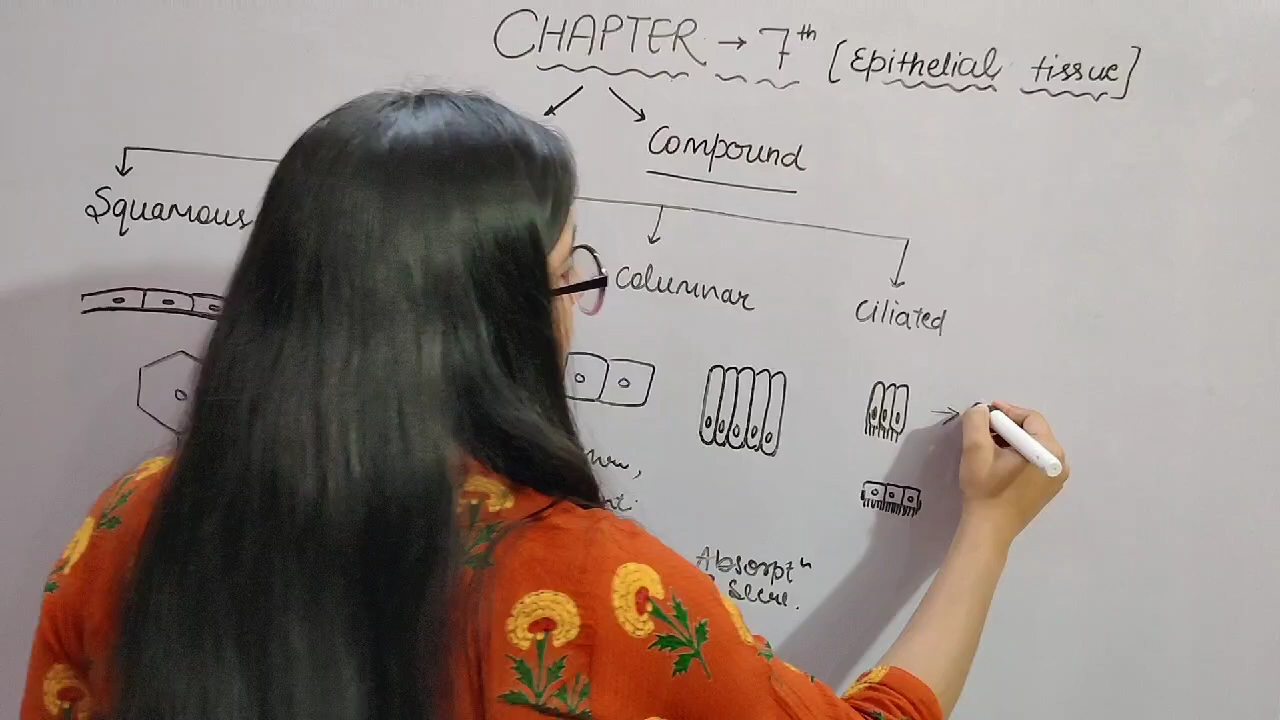 CHAPTER → 7th [Epithelial tissue]
Compound
Squamous
Columnar
Ciliated
Absorptn
Secre.